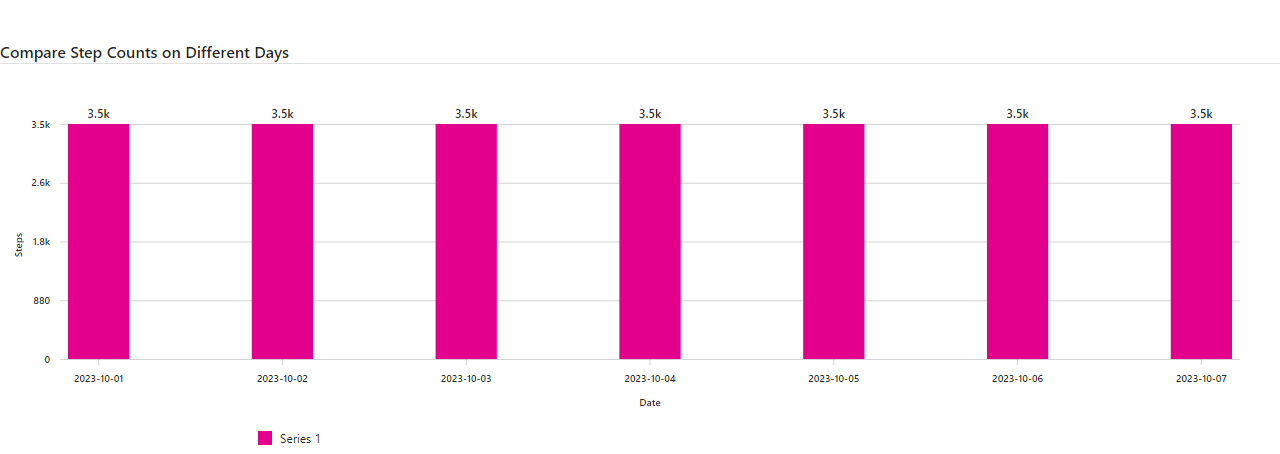 Compare Step Counts on Different Days
3.5k 3.5k 3.5k 3.5k 3.5k 3.5k 3.5k
3.5k
2.6k
1.8k
880
0
Steps
2023-10-01 2023-10-02 2023-10-03 2023-10-04 2023-10-05 2023-10-06 2023-10-07
Date
Series 1